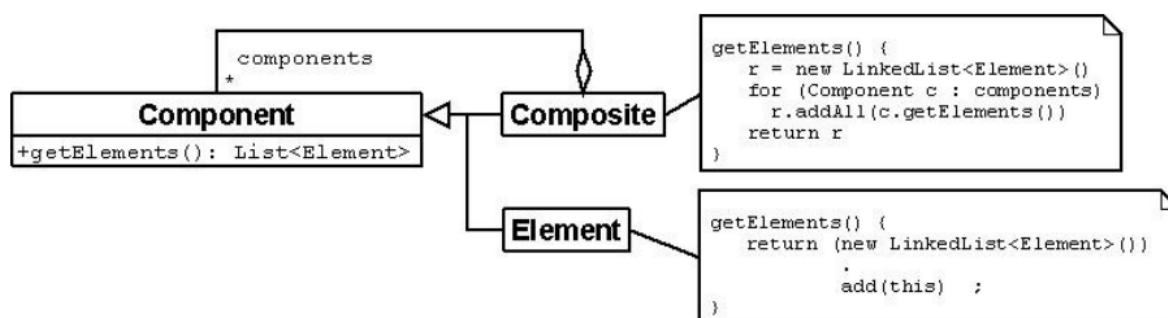 components
*
Component
+getElements(): List<Element>
Composite
Element
getElements() {
r = new LinkedList<Element>()
for (Component c : components)
r.addAll(c.getElements())
return r
}
getElements() {
return (new LinkedList<Element>())
.
add(this) ;
}